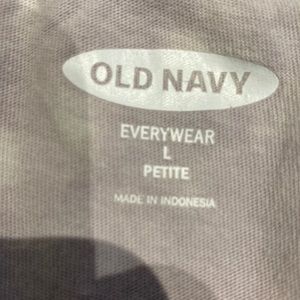 OLD NAVY
EVERYWEAR
L
PETITE
MADE IN INDONESIA